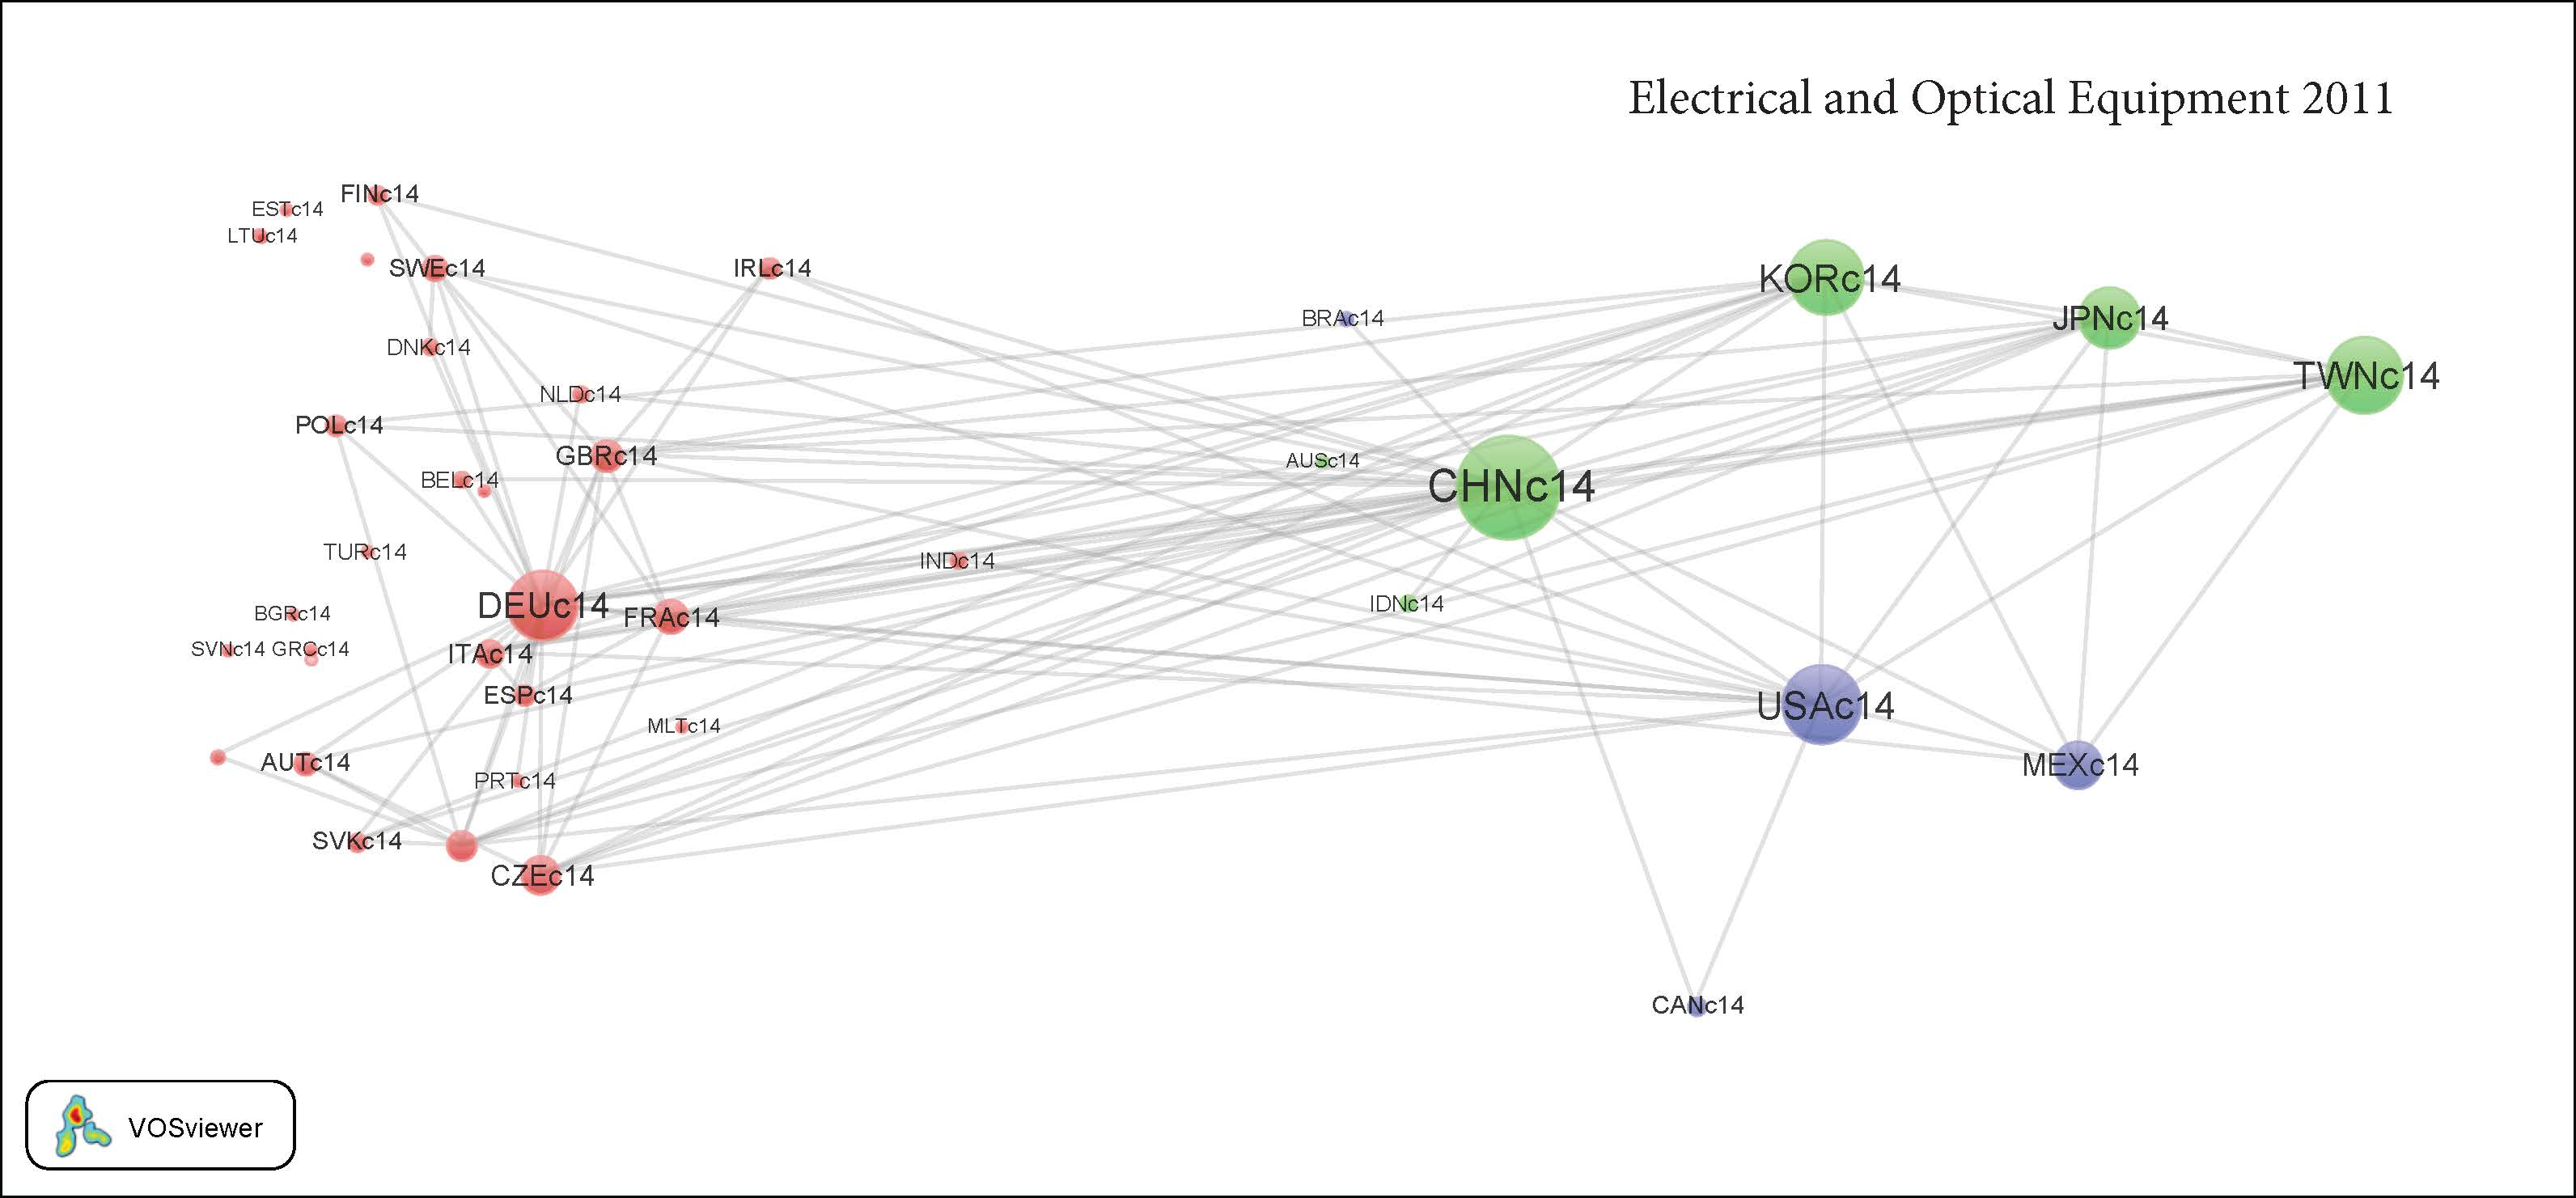 Electrical and Optical Equipment 2011
FINc14
ESTc14
LTUc14
SWEc14
IRLc14
KORc14
BRAc14
JPNc14
DNKc14
TWNc14
NLDc14
POLc14
GBRc14
AUSc14
BELc14
CHNc14
TURc14
INDc14
IDNc14
DEUc14
BGRc14
FRAc14
SVNc14 GRCc14
ITAc14
ESPc14
USAc14
MLTc14
AUTc14
MEXc14
PRTc14
SVKc14
CZEc14
CANc14
VOSviewer